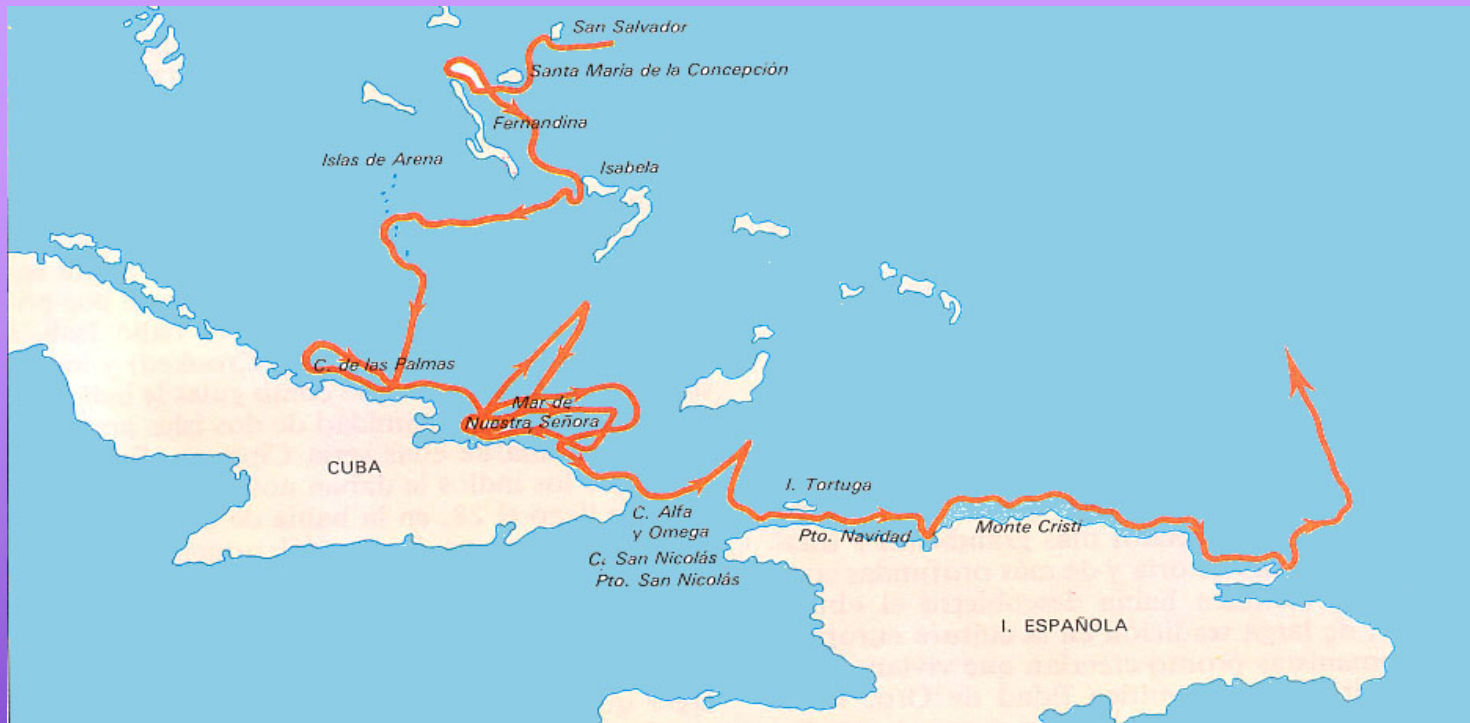 San Salvador
Santa María de la Concepción
Fernandina
Islas de Arena
Isabela
C. de las Palmas
Mar de
Nuestra Señora
CUBA
I. Tortuga
C. Alfa
y Omega
Pto. Navidad
Monte Cristi
C. San Nicolás
Pto. San Nicolás
I. ESPAÑOLA